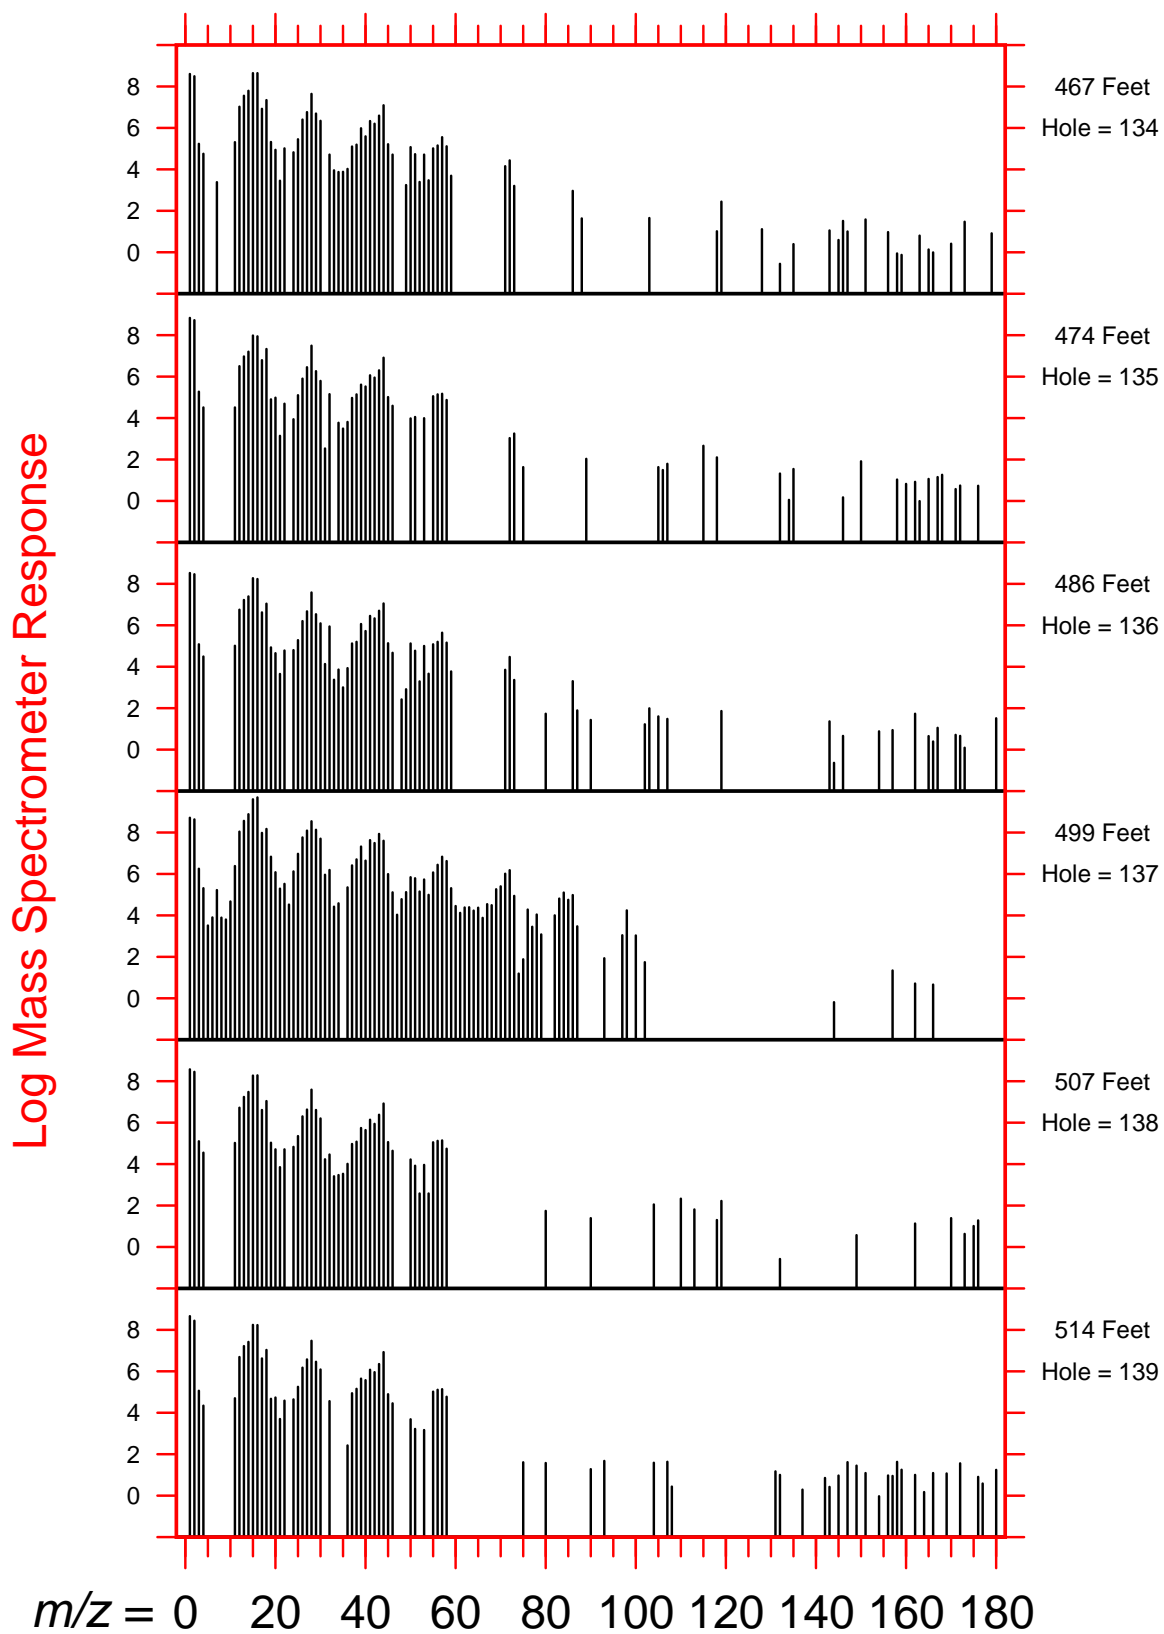 8
6
4
2
0
467 Feet
Hole = 134
8
6
4
2
0
474 Feet
Hole = 135
8
6
4
2
0
486 Feet
Hole = 136
8
6
4
2
0
499 Feet
Hole = 137
8
6
4
2
0
507 Feet
Hole = 138
8
6
4
2
0
514 Feet
Hole = 139
Log Mass Spectrometer Response
m/z = 0 20 40 60 80 100 120 140 160 180